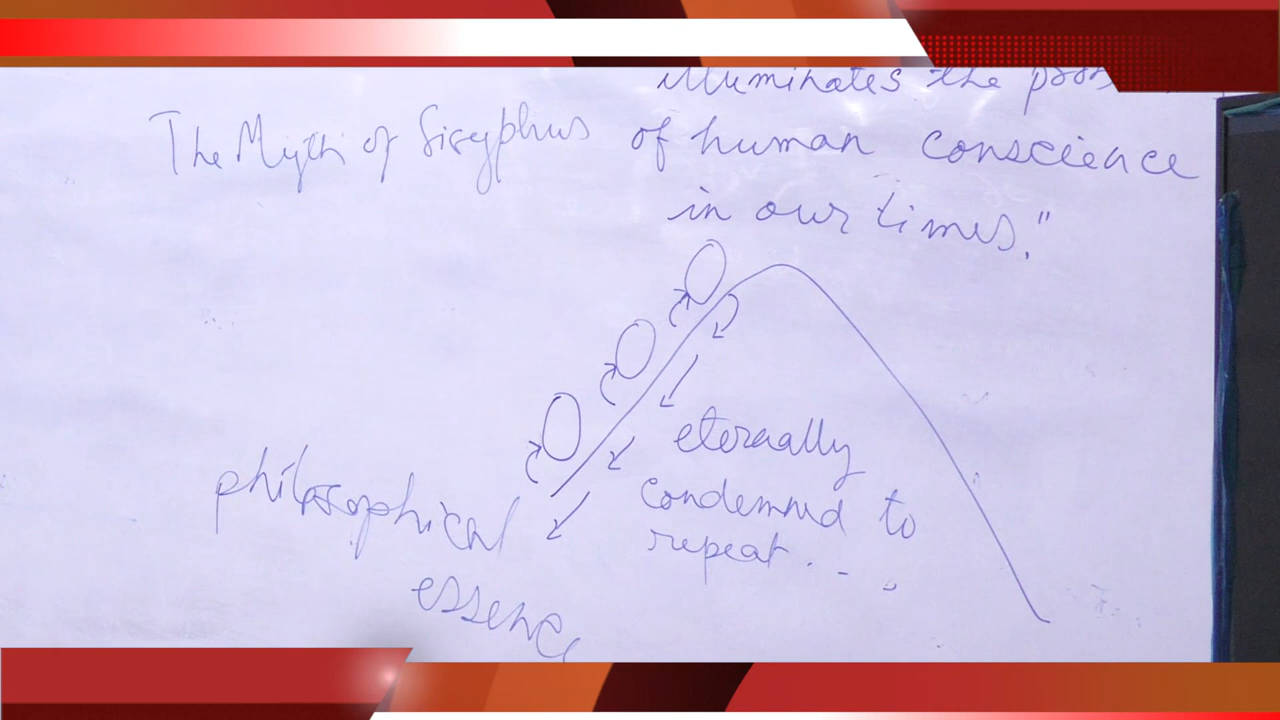 illuminates the
The Myth of Sisyphus
of human conscience
in our times."
eternally
condemned to
repeat...
philosophical
essence